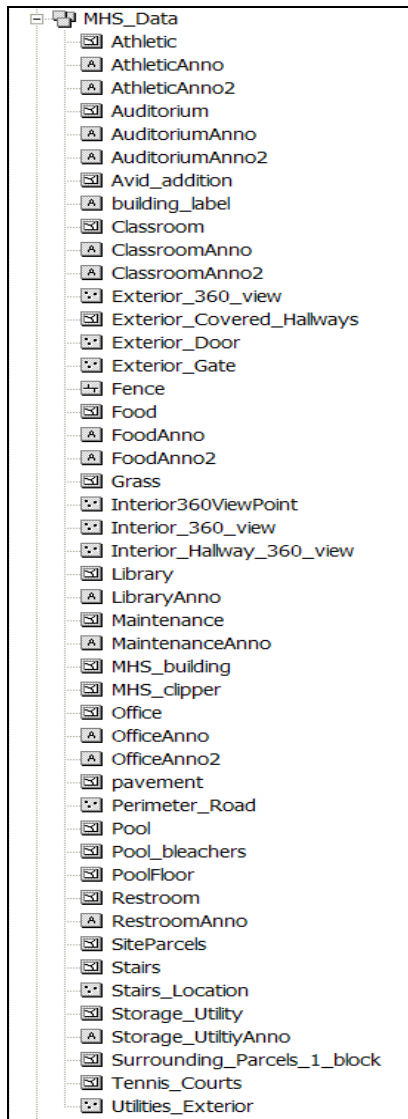 MHS_Data
Athletic
AthleticAnno
AthleticAnno2
Auditorium
AuditoriumAnno
AuditoriumAnno2
Avid_addition
building_label
Classroom
ClassroomAnno
ClassroomAnno2
Exterior_360_view
Exterior_Covered_Hallways
Exterior_Door
Exterior_Gate
Fence
Food
FoodAnno
FoodAnno2
Grass
Interior360ViewPoint
Interior_360_view
Interior_Hallway_360_view
Library
LibraryAnno
Maintenance
MaintenanceAnno
MHS_building
MHS_clipper
Office
OfficeAnno
OfficeAnno2
pavement
Perimeter_Road
Pool
Pool_bleachers
PoolFloor
Restroom
RestroomAnno
SiteParcels
Stairs
Stairs_Location
Storage_Utility
Storage_UtiltiyAnno
Surrounding_Parcels_1_block
Tennis_Courts
Utilities_Exterior